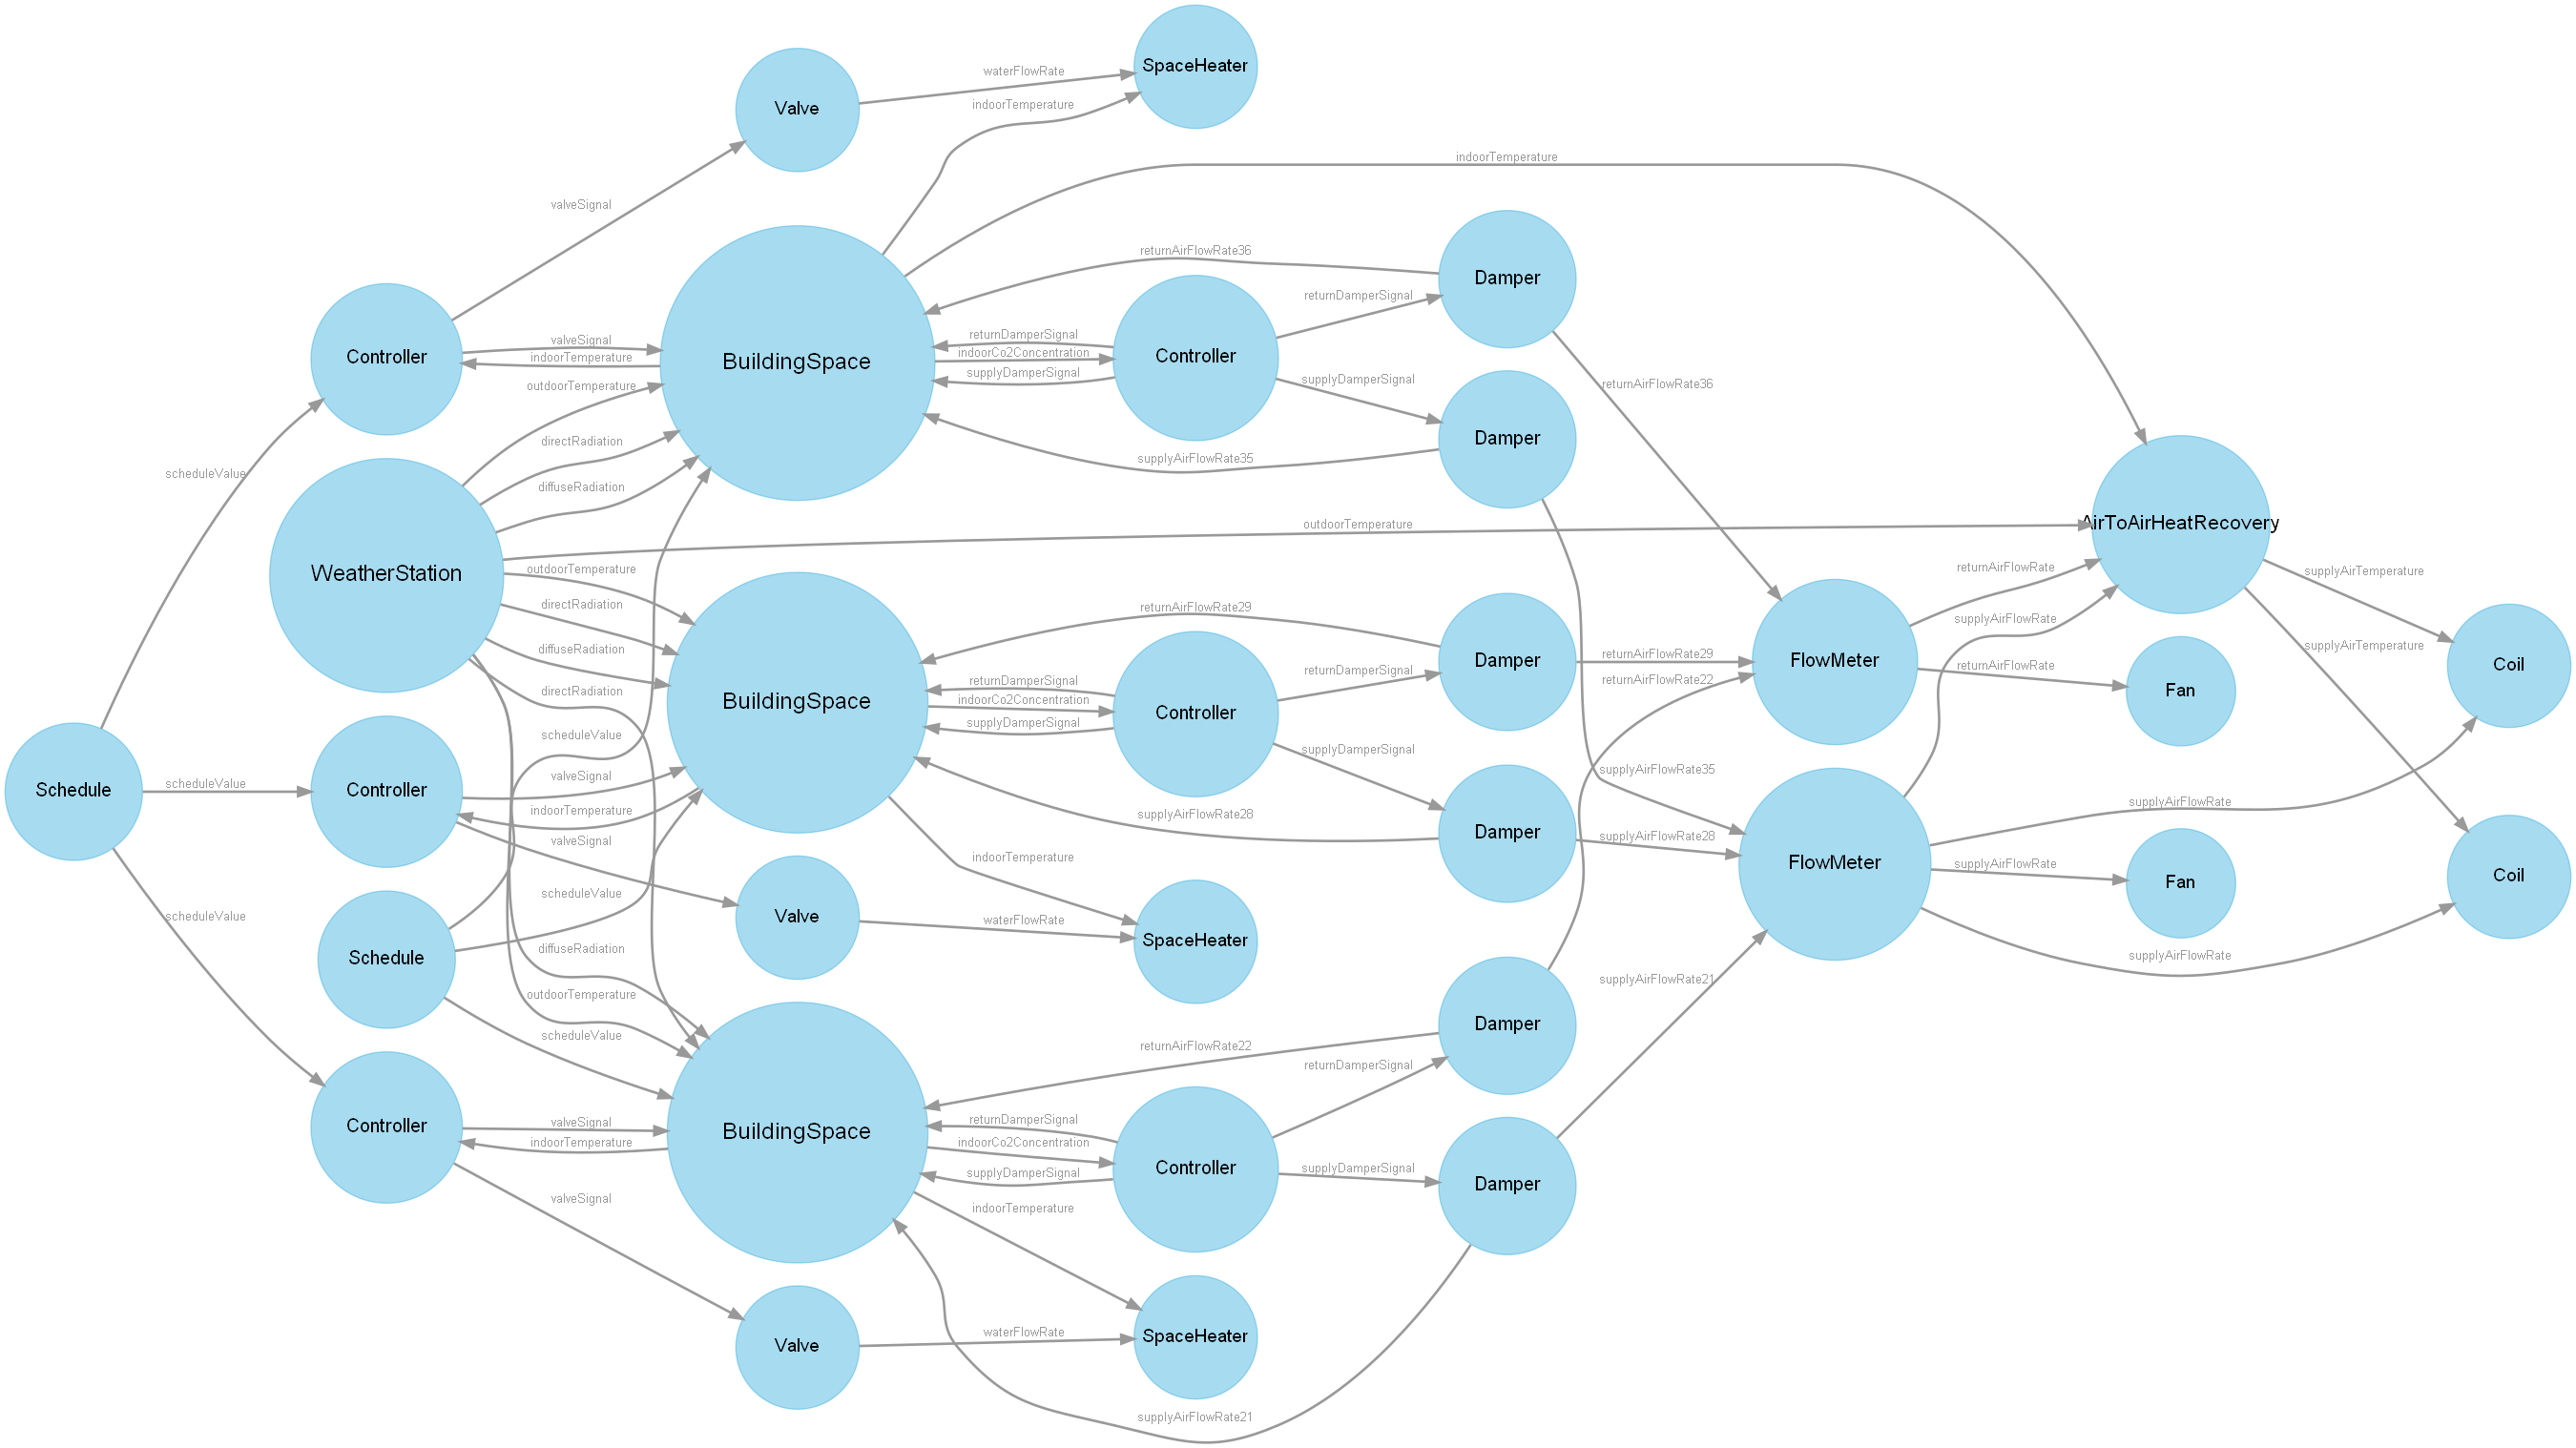 SpaceHeater
waterFlowRate
Valve
indoorTemperature
indoorTemperature
valveSignal
returnAirFlowRate36
Damper
returnDamperSignal
valveSignal
returnDamperSignal
Controller
indoorTemperature
BuildingSpace
indoorCo2Concentration
Controller
supplyDamperSignal
supplyDamperSignal
returnAirFlowRate36
outdoorTemperature
directRadiation
Damper
supplyAirFlowRate35
scheduleValue
diffuseRadiation
outdoorTemperature
AirToAirHeatRecovery
WeatherStation
outdoorTemperature
returnAirFlowRate
supplyAirTemperature
directRadiation
returnAirFlowRate29
supplyAirFlowRate
diffuseRadiation
returnDamperSignal
Damper
returnAirFlowRate29
FlowMeter
returnAirFlowRate
supplyAirTemperature
Coil
returnDamperSignal
returnAirFlowRate22
Fan
directRadiation
BuildingSpace
indoorCo2Concentration
Controller
supplyDamperSignal
scheduleValue
supplyDamperSignal
supplyAirFlowRate35
Schedule
scheduleValue
Controller
valveSignal
indoorTemperature
supplyAirFlowRate28
Damper
supplyAirFlowRate28
supplyAirFlowRate
valveSignal
indoorTemperature
FlowMeter
supplyAirFlowRate
Fan
Coil
scheduleValue
scheduleValue
Valve
waterFlowRate
SpaceHeater
Schedule
diffuseRadiation
supplyAirFlowRate
outdoorTemperature
supplyAirFlowRate21
Damper
scheduleValue
returnAirFlowRate22
returnDamperSignal
Controller
valveSignal
indoorTemperature
BuildingSpace
returnDamperSignal
indoorCo2Concentration
supplyDamperSignal
Controller
supplyDamperSignal
Damper
valveSignal
indoorTemperature
Valve
waterFlowRate
SpaceHeater
supplyAirFlowRate21